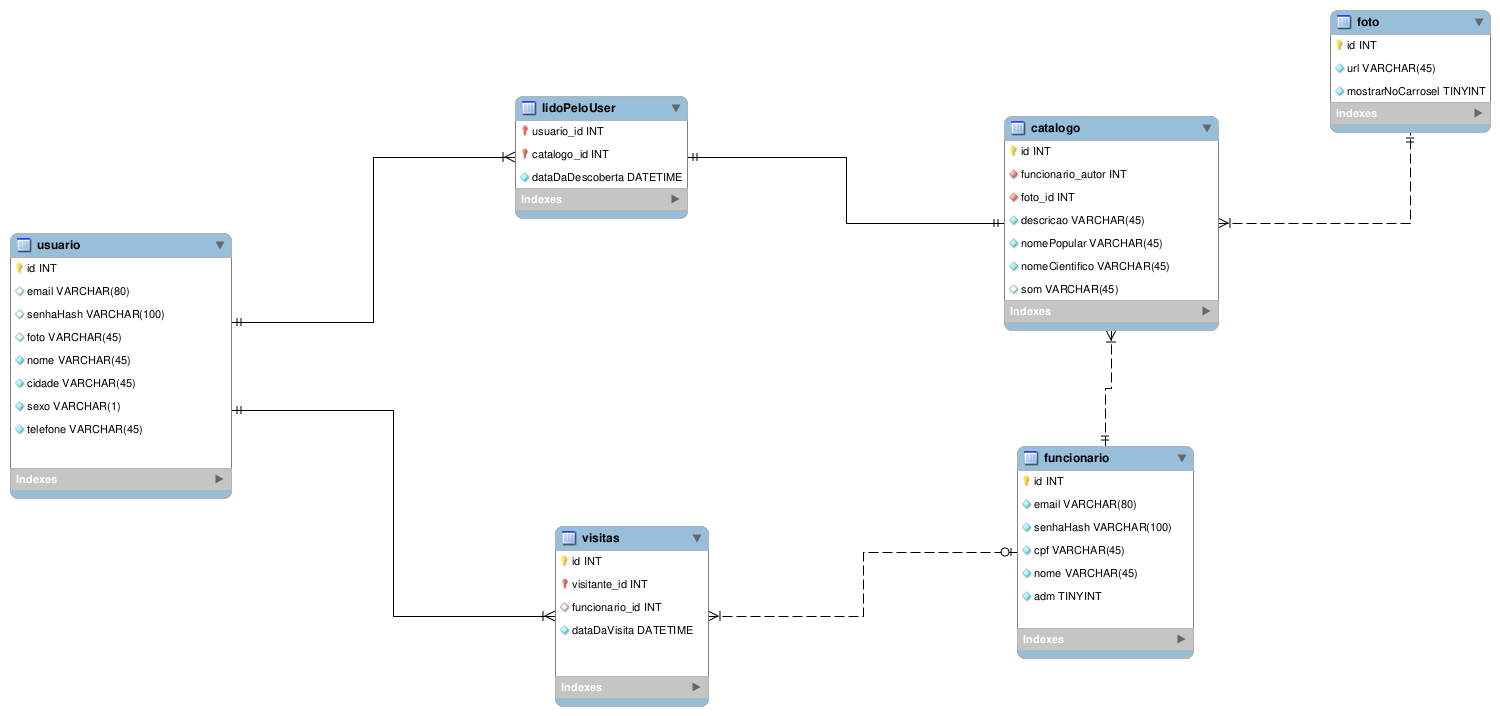 foto
id INT
url VARCHAR(45)
mostrarNoCarrosel TINYINT
Indexes
lidoPeloUser
usuario_id INT
catalogo_id INT
dataDaDescoberta DATETIME
Indexes
catalogo
id INT
funcionario_autor INT
foto_id INT
descricao VARCHAR(45)
nomePopular VARCHAR(45)
nomeCientifico VARCHAR(45)
som VARCHAR(45)
Indexes
usuario
id INT
email VARCHAR(80)
senhaHash VARCHAR(100)
foto VARCHAR(45)
nome VARCHAR(45)
cidade VARCHAR(45)
sexo VARCHAR(1)
telefone VARCHAR(45)
Indexes
funcionario
id INT
email VARCHAR(80)
senhaHash VARCHAR(100)
cpf VARCHAR(45)
nome VARCHAR(45)
adm TINYINT
Indexes
visitas
id INT
visitante_id INT
funcionario_id INT
dataDaVisita DATETIME
Indexes